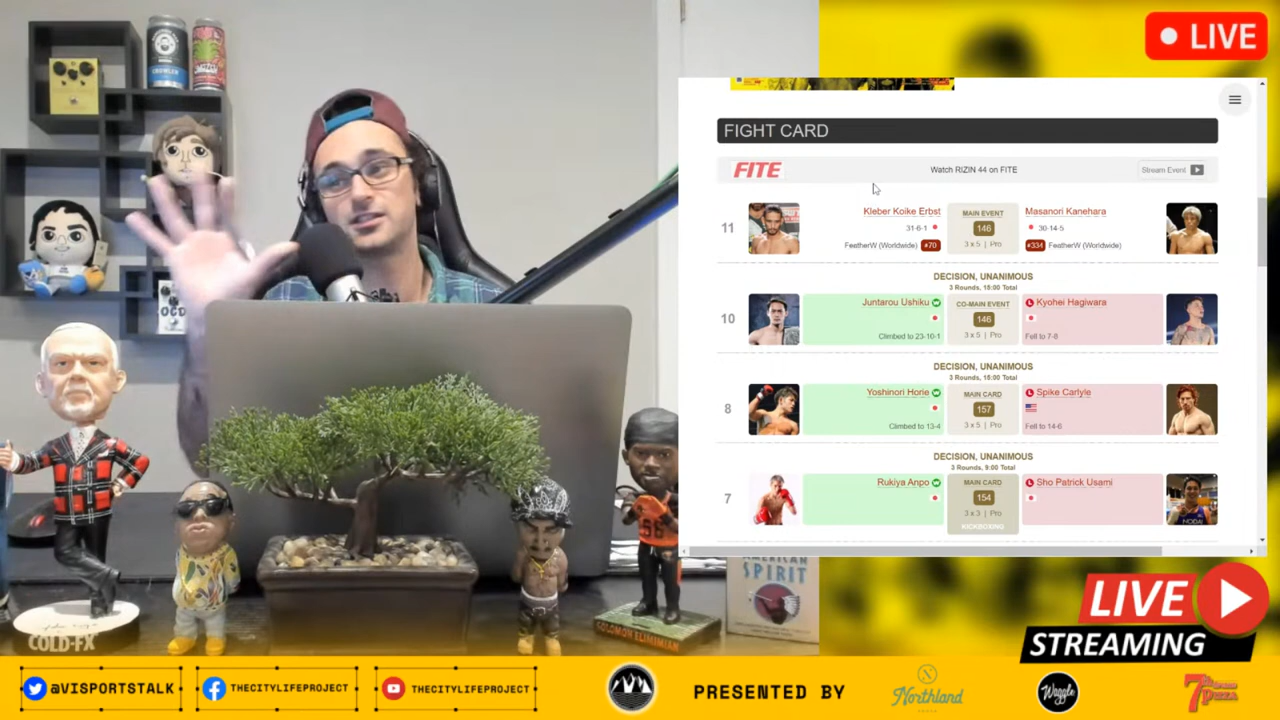 LIVE
FIGHT CARD
FITE
Watch RIZIN 44 on FITE
Stream Event
11
Kleber Koike Erbst
31-6-1
FeatherW (Worldwide) #70
MAIN EVENT
146
3 x 5 | Pro
Masanori Kanehara
30-14-5
#334 FeatherW (Worldwide)
DECISION, UNANIMOUS
3 Rounds, 15:00 Total
10
Juntarou Ushiku W
Climbed to 23-10-1
CO-MAIN EVENT
146
3 x 5 | Pro
L Kyohei Hagiwara
Fell to 7-8
DECISION, UNANIMOUS
3 Rounds, 15:00 Total
8
Yoshinori Horie W
Climbed to 13-4
MAIN CARD
157
3 x 5 | Pro
L Spike Carlyle
Fell to 14-6
DECISION, UNANIMOUS
3 Rounds, 9:00 Total
7
Rukiya Anpo W
MAIN CARD
154
3 x 3 | Pro
KICKBOXING
L Sho Patrick Usami
CROWLER
OCD
COLD-FX
SOLOMON ELIMIMIAN
AMERICAN
SPIRIT
LIVE
STREAMING
@VISPORTSTALK
THECITYLIFEPROJECT
THECITYLIFEPROJECT
PRESENTED BY
Northland
Waggle